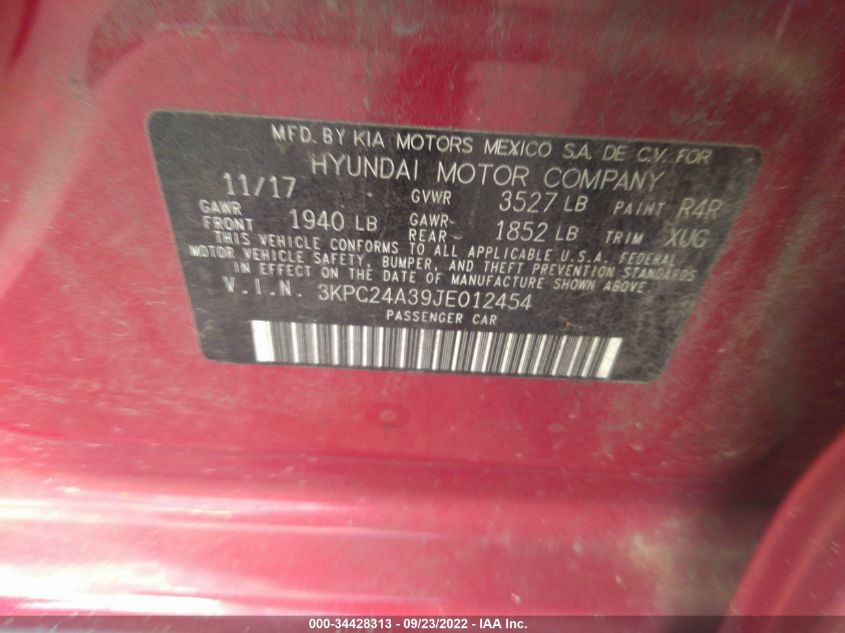 MFD. BY KIA MOTORS MEXICO S.A. DE C.V. FOR
HYUNDAI MOTOR COMPANY
11/17 GVWR 3527 LB PAINT R4R
GAWR FRONT 1940 LB GAWR- REAR- 1852 LB TRIM XUG
THIS VEHICLE CONFORMS TO ALL APPLICABLE U.S.A. FEDERAL
MOTOR VEHICLE SAFETY, BUMPER, AND THEFT PREVENTION STANDARDS
IN EFFECT ON THE DATE OF MANUFACTURE SHOWN ABOVE.
V.I.N. 3KPC24A39JE012454
PASSENGER CAR
000-34428313 - 09/23/2022 - IAA Inc.